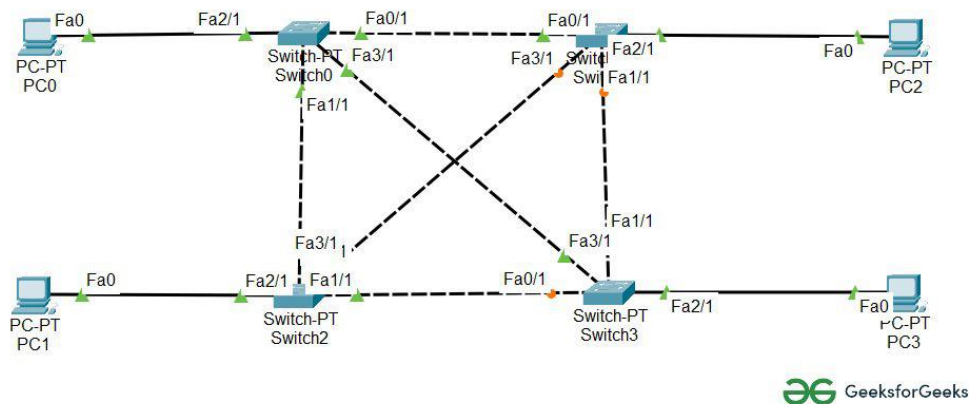 Fa0
Fa2/1
Fa0/1
Fa0/1
Fa2/1
Fa0
PC-PT
PC0
Switch-PT
Switch0
Fa3/1
Fa1/1
Fa3/1
Fa1/1
PC-PT
PC2
Fa3/1
Fa1/1
Fa3/1
Fa0
Fa2/1
Fa1/1
Fa0/1
Fa2/1
Fa0
PC-PT
PC1
Switch-PT
Switch2
Switch-PT
Switch3
PC-PT
PC3
GeeksforGeeks